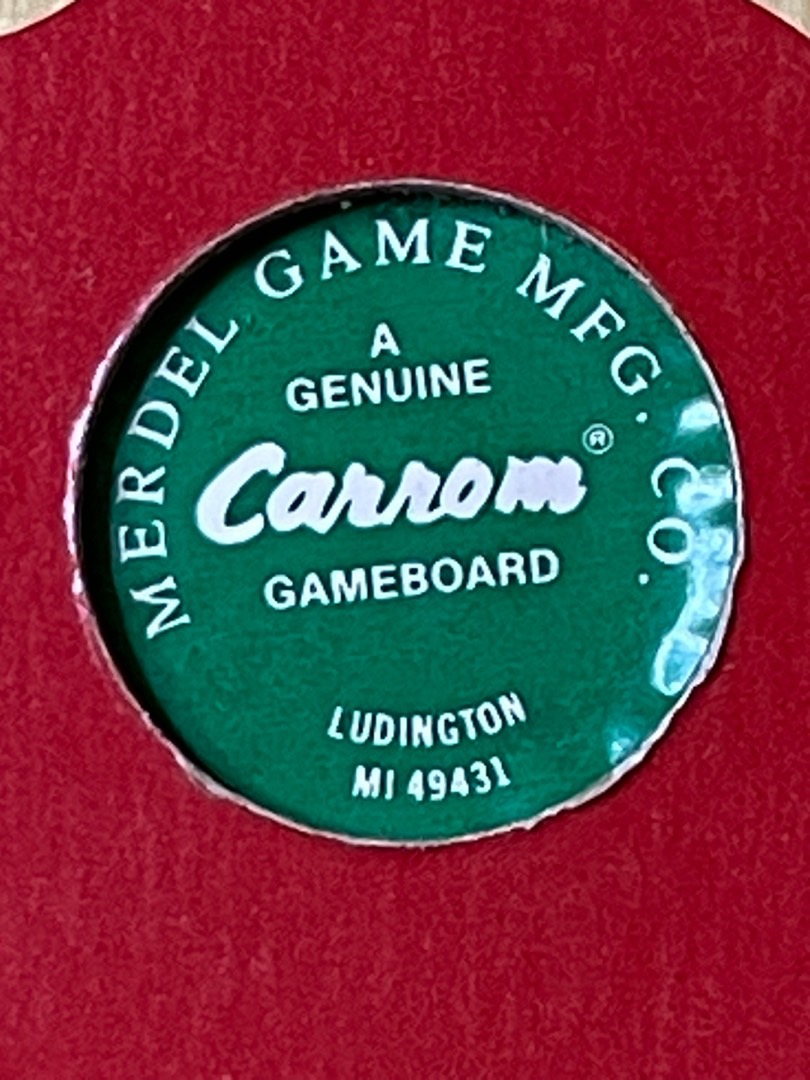 MERDEL GAME MFG. CO.
A
GENUINE
Carrom®
GAMEBOARD
LUDINGTON
MI 49431